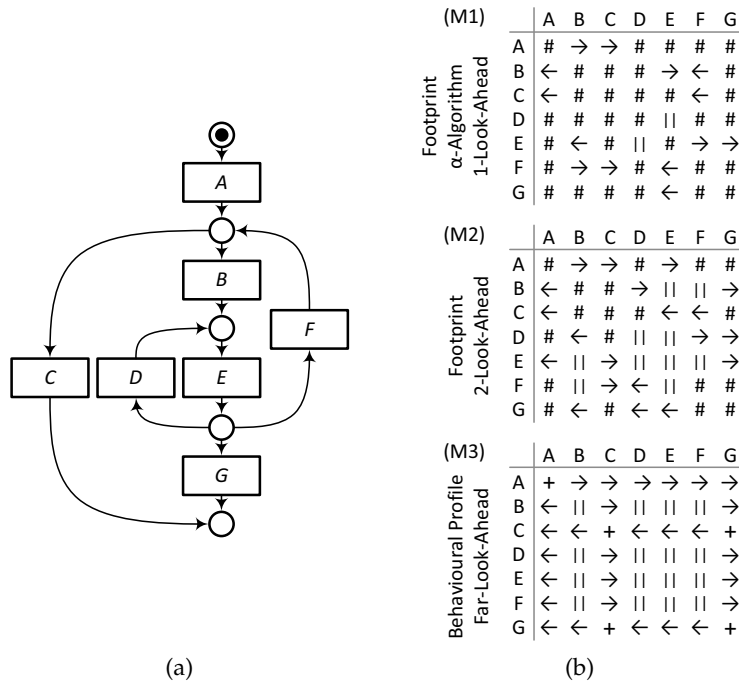 A
B
F
C
D
E
G
(a)
(M1)
Footprint
α-Algorithm
1-Look-Ahead
A B C D E F G
A # → → # # # #
B ← # # # → ← #
C ← # # # # ← #
D # # # # || # #
E # ← # || # → →
F # → → # ← # #
G # # # # ← # #
(M2)
Footprint
2-Look-Ahead
A B C D E F G
A # → → # → # #
B ← # # → || || →
C ← # # # ← ← #
D # ← # || || → →
E ← || → || || || →
F # || → ← || # #
G # ← # ← ← # #
(M3)
Behavioural Profile
Far-Look-Ahead
A B C D E F G
A + → → → → → →
B ← || → || || || →
C ← ← + ← ← ← +
D ← || → || || || →
E ← || → || || || →
F ← || → || || || →
G ← ← + ← ← ← +
(b)